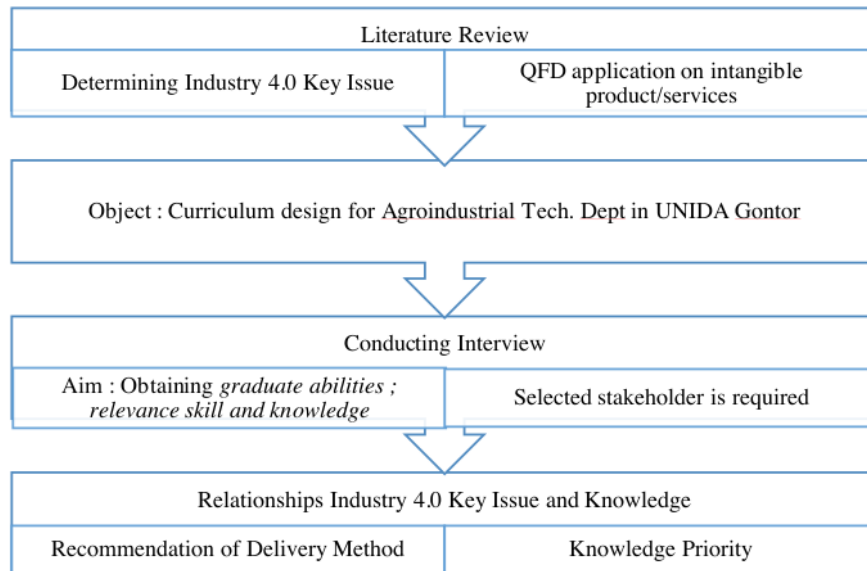 Literature Review
Determining Industry 4.0 Key Issue
QFD application on intangible
product/services
Object : Curriculum design for Agroindustrial Tech. Dept in UNIDA Gontor
Conducting Interview
Aim : Obtaining graduate abilities ;
relevance skill and knowledge
Selected stakeholder is required
Relationships Industry 4.0 Key Issue and Knowledge
Recommendation of Delivery Method
Knowledge Priority